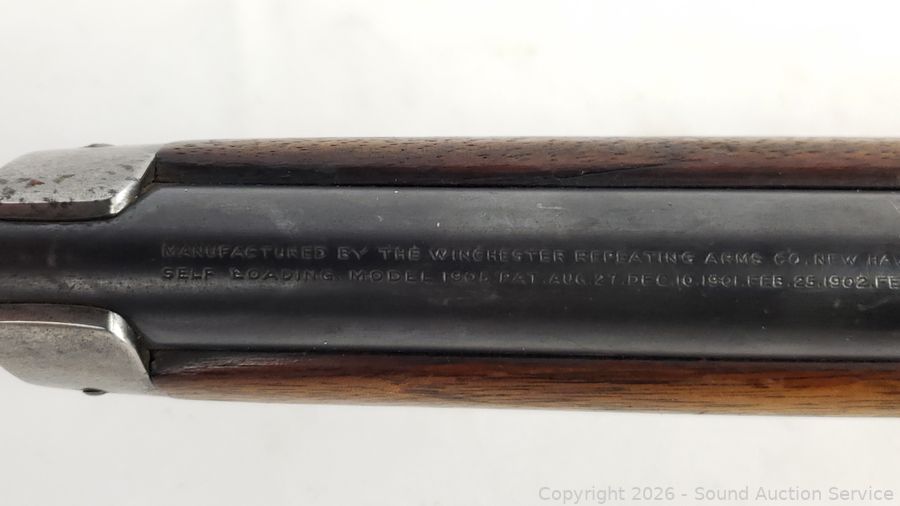 MANUFACTURED BY THE WINCHESTER REPEATING ARMS CO. NEW HAV
SELF LOADING. MODEL 1905 PAT. AUG. 27. DEC. 10. 1901. FEB. 25. 1902. FE
Copyright © 2026 - Sound Auction Service